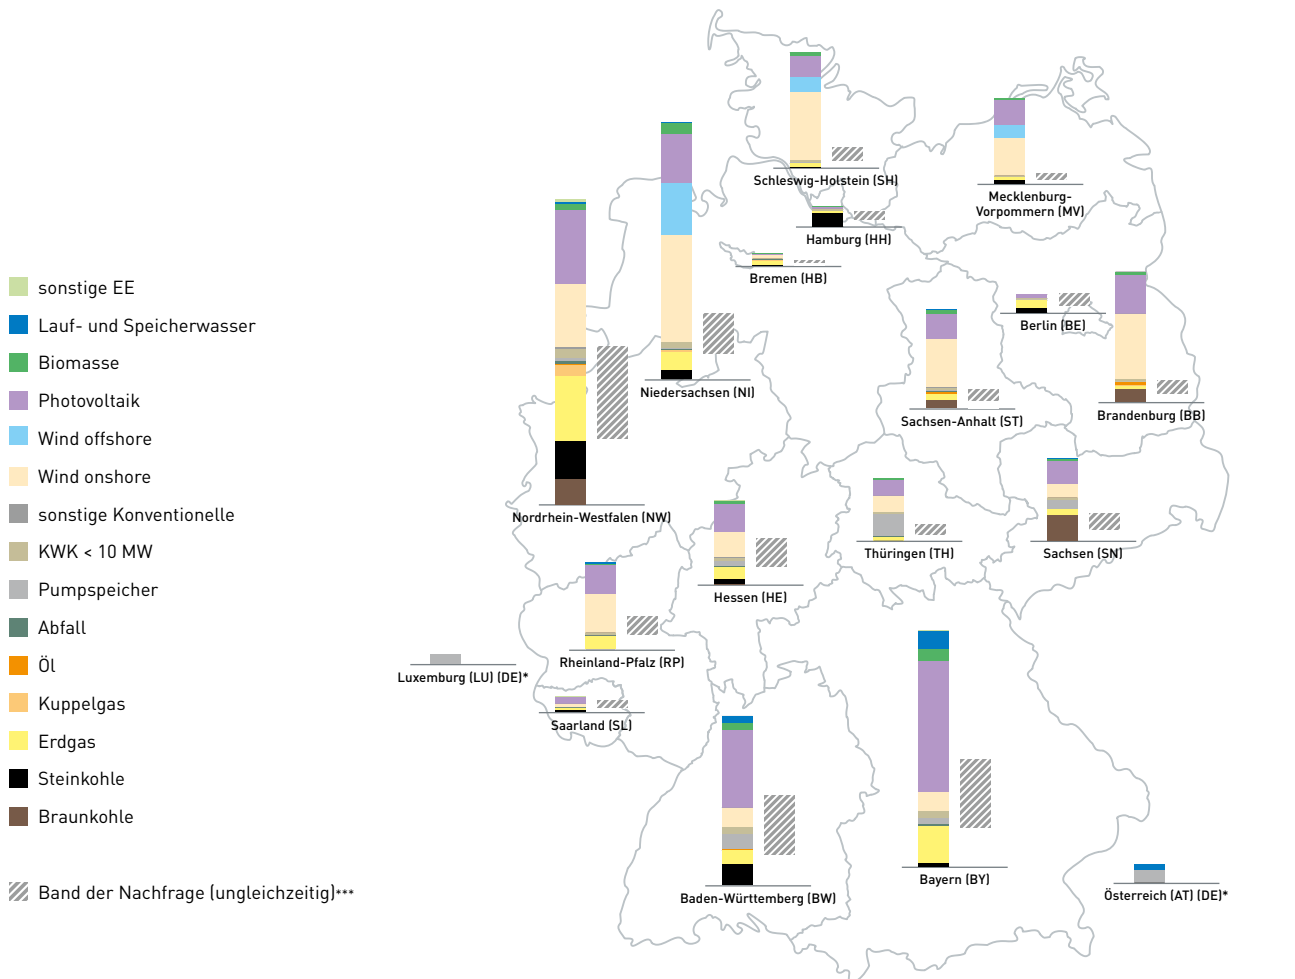 sonstige EE
Lauf- und Speicherwasser
Biomasse
Photovoltaik
Wind offshore
Wind onshore
sonstige Konventionelle
KWK < 10 MW
Pumpspeicher
Abfall
Öl
Kuppelgas
Erdgas
Steinkohle
Braunkohle
Band der Nachfrage (ungleichzeitig)***
Schleswig-Holstein (SH)
Mecklenburg-
Vorpommern (MV)
Hamburg (HH)
Bremen (HB)
Berlin (BE)
Niedersachsen (NI)
Sachsen-Anhalt (ST)
Brandenburg (BB)
Nordrhein-Westfalen (NW)
Thüringen (TH)
Sachsen (SN)
Hessen (HE)
Rheinland-Pfalz (RP)
Luxemburg (LU) (DE)*
Saarland (SL)
Bayern (BY)
Baden-Württemberg (BW)
Österreich (AT) (DE)*